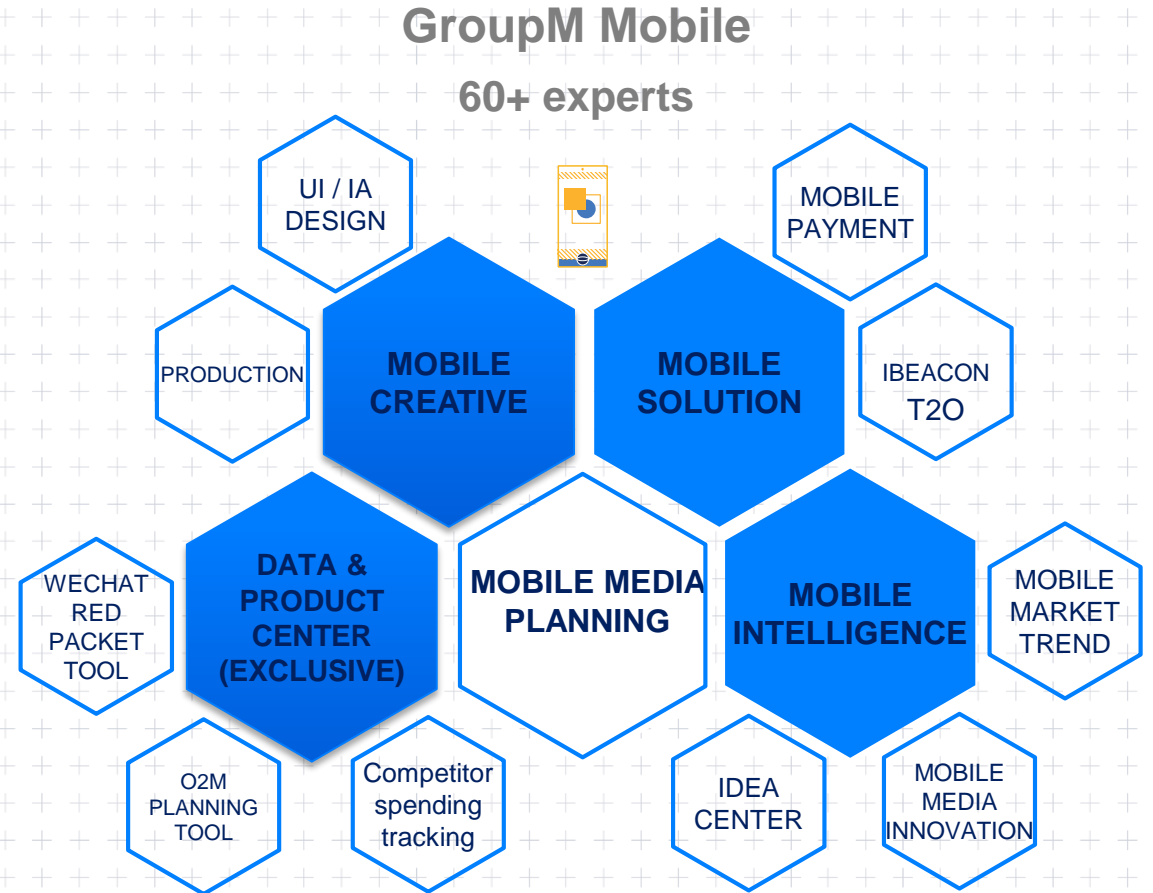 GroupM Mobile
60+ experts
UI / IA
DESIGN
MOBILE
PAYMENT
PRODUCTION
MOBILE
CREATIVE
MOBILE
SOLUTION
IBEACON
T2O
WECHAT
RED
PACKET
TOOL
DATA &
PRODUCT
CENTER
(EXCLUSIVE)
MOBILE MEDIA
PLANNING
MOBILE
INTELLIGENCE
MOBILE
MARKET
TREND
O2M
PLANNING
TOOL
Competitor
spending
tracking
IDEA
CENTER
MOBILE
MEDIA
INNOVATION